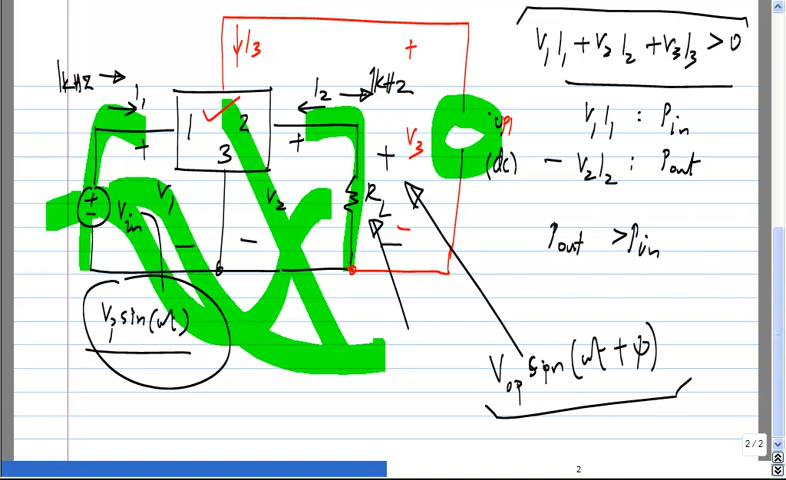 I3
+
V1I1 + V2I2 + V3I3 > 0
1kHz
I1
I2
1kHz
1 2
3
+
+
V3
+
V1I1 : Pin
(dc)
- V2I2 : Pout
+
-
Vin
V1
V2
RL
-
-
-
-
Pout > Pin
Vp sin(ωt)
Vop sin(ωt + ψ)
2/2
2